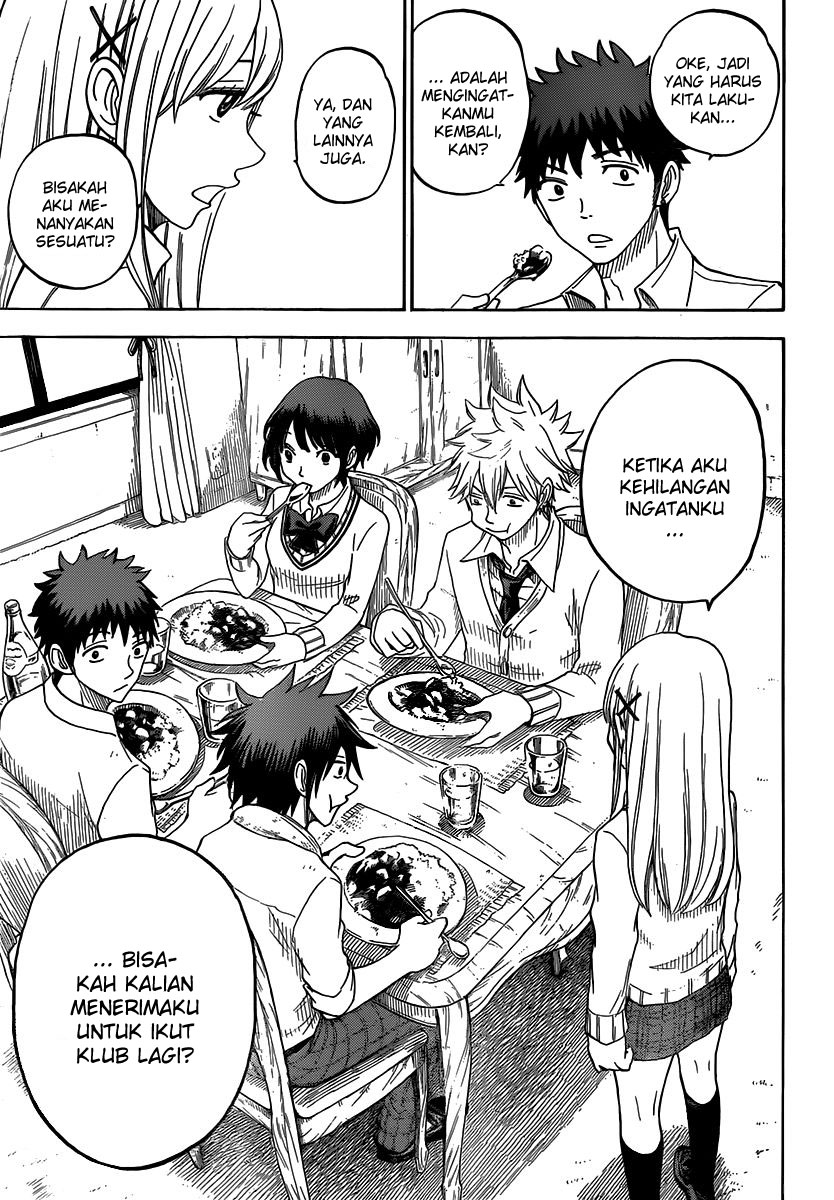 OKE, JADI
YANG HARUS
KITA LAKU-
KAN...
... ADALAH
MENGINGAT-
KANMU
KEMBALI,
KAN?
YA, DAN
YANG
LAINNYA
JUGA.
BISAKAH
AKU ME-
NANYAKAN
SESUATU?
KETIKA AKU
KEHILANGAN
INGATANKU
...
... BISA-
KAH KALIAN
MENERIMAKU
UNTUK IKUT
KLUB LAGI?